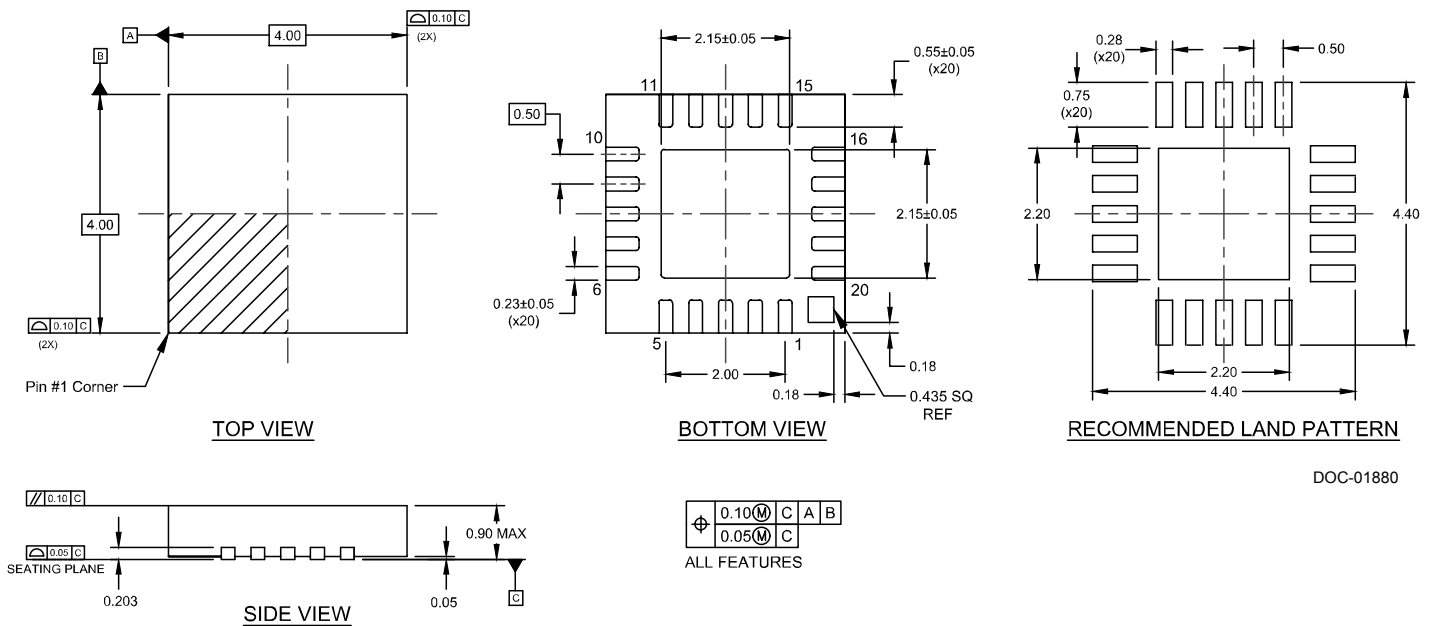 A
4.00
0.10 C
(2X)
B
4.00
0.10 C
(2X)
Pin #1 Corner
TOP VIEW
2.15±0.05
0.55±0.05
(x20)
11
15
0.50
10
16
2.15±0.05
6
20
0.23±0.05
(x20)
5
1
2.00
0.18
0.18
0.435 SQ
REF
BOTTOM VIEW
0.28
(x20)
0.50
0.75
(x20)
2.20
4.40
2.20
4.40
RECOMMENDED LAND PATTERN
DOC-01880
// 0.10 C
0.90 MAX
0.05 C
SEATING PLANE
0.203
0.05
C
SIDE VIEW
⌖ 0.10Ⓜ C A B
0.05Ⓜ C
ALL FEATURES